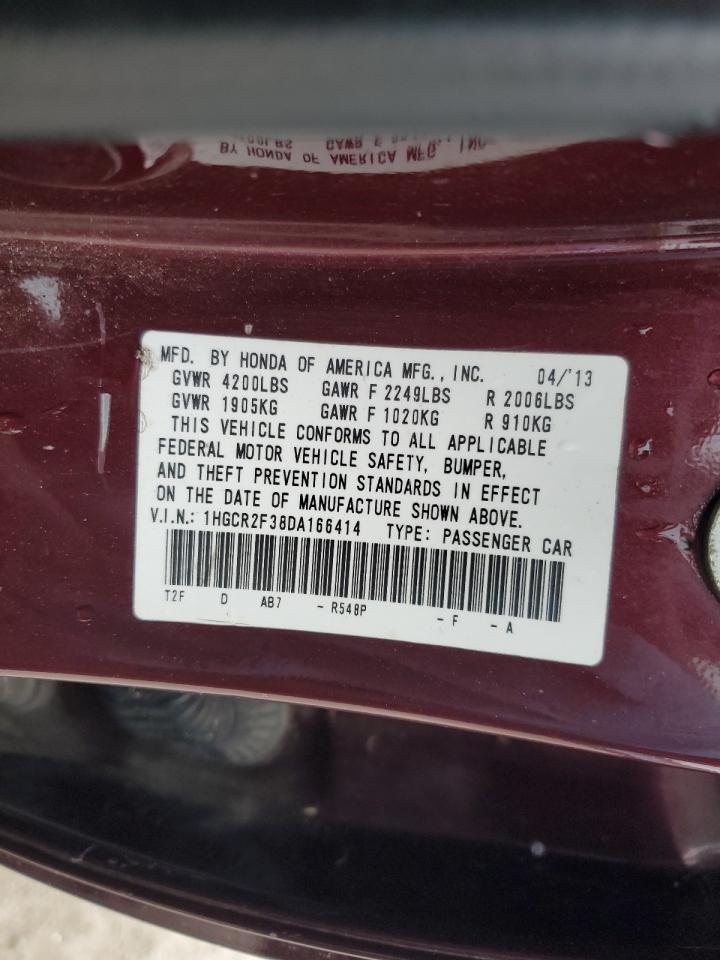 MFD. BY HONDA OF AMERICA MFG., INC. 04/'13
GVWR 4200LBS GAWR F 2249LBS R 2006LBS
GVWR 1905KG GAWR F 1020KG R 910KG
THIS VEHICLE CONFORMS TO ALL APPLICABLE
FEDERAL MOTOR VEHICLE SAFETY, BUMPER,
AND THEFT PREVENTION STANDARDS IN EFFECT
ON THE DATE OF MANUFACTURE SHOWN ABOVE.
V.I.N.: 1HGCR2F38DA166414 TYPE: PASSENGER CAR
T2F D AB7 - R548P - F - A